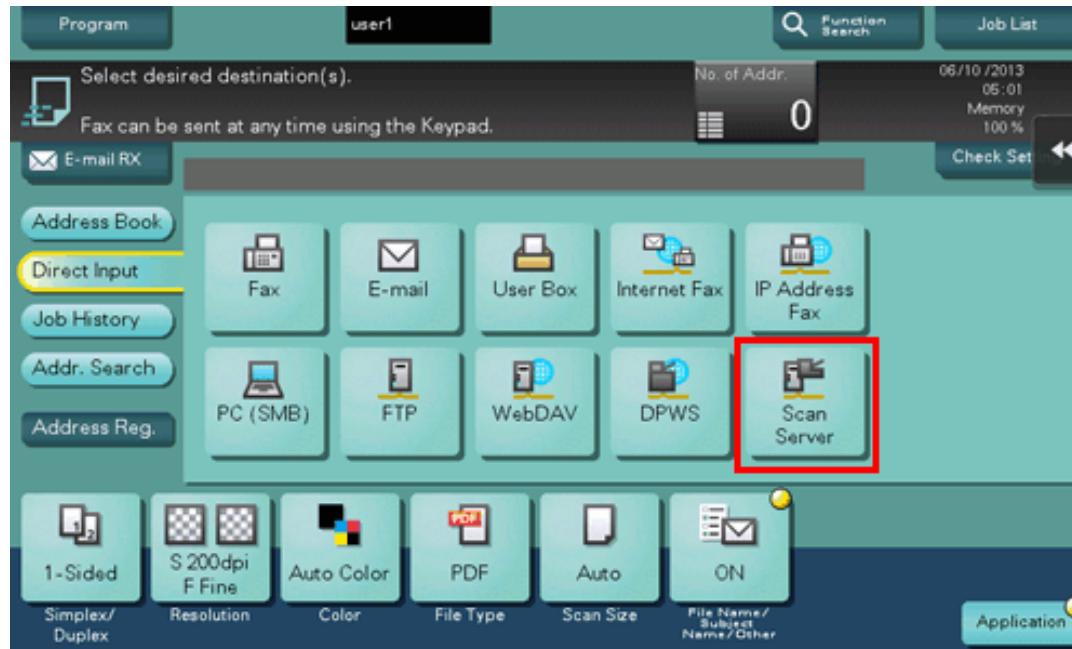 Program
user1
Function
Search
Job List
Select desired destination(s).
Fax can be sent at any time using the Keypad.
No. of Addr.
0
06/10 /2013
05:01
Memory
100 %
E-mail RX
Check Set
Address Book
Direct Input
Job History
Addr. Search
Address Reg.
Fax
E-mail
User Box
Internet Fax
IP Address
Fax
PC (SMB)
FTP
WebDAV
DPWS
Scan
Server
1-Sided
S 200dpi
F Fine
Auto Color
PDF
PDF
Auto
ON
Simplex/
Duplex
Resolution
Color
File Type
Scan Size
File Name/
Subject
Name/Other
Application